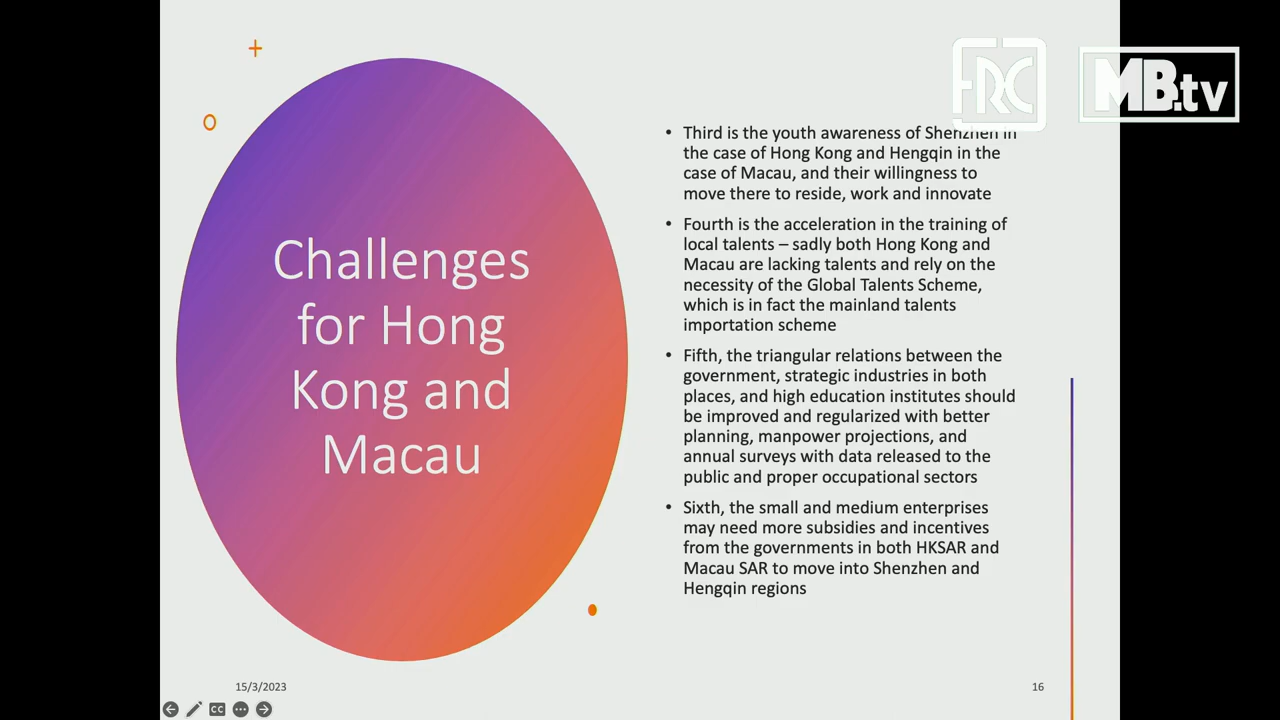 FRC
MB.tv
Challenges
for Hong
Kong and
Macau
• Third is the youth awareness of Shenzhen in
the case of Hong Kong and Hengqin in the
case of Macau, and their willingness to
move there to reside, work and innovate
• Fourth is the acceleration in the training of
local talents – sadly both Hong Kong and
Macau are lacking talents and rely on the
necessity of the Global Talents Scheme,
which is in fact the mainland talents
importation scheme
• Fifth, the triangular relations between the
government, strategic industries in both
places, and high education institutes should
be improved and regularized with better
planning, manpower projections, and
annual surveys with data released to the
public and proper occupational sectors
• Sixth, the small and medium enterprises
may need more subsidies and incentives
from the governments in both HKSAR and
Macau SAR to move into Shenzhen and
Hengqin regions
15/3/2023
16
CC